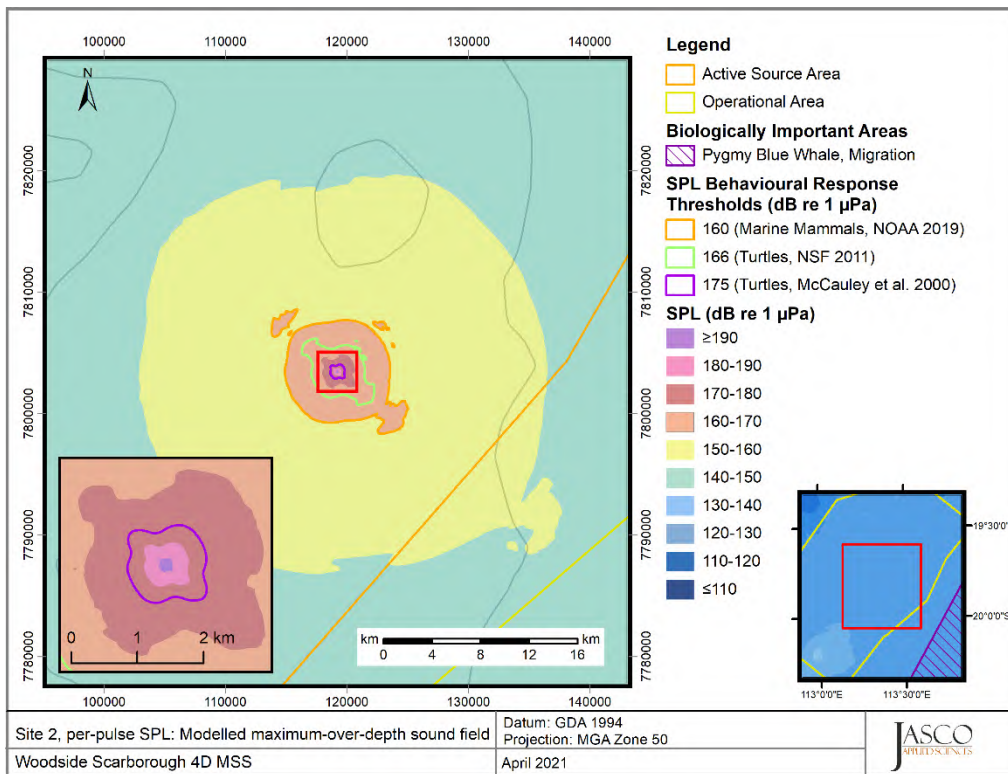 100000 110000 120000 130000 140000
N
7820000
7810000
7800000
7790000
7780000
7820000
7810000
7800000
7790000
7780000
0 1 2 km
km
0 4 8 12 16
100000 110000 120000 130000 140000
Legend
Active Source Area
Operational Area
Biologically Important Areas
Pygmy Blue Whale, Migration
SPL Behavioural Response
Thresholds (dB re 1 µPa)
160 (Marine Mammals, NOAA 2019)
166 (Turtles, NSF 2011)
175 (Turtles, McCauley et al. 2000)
SPL (dB re 1 µPa)
≥190
180-190
170-180
160-170
150-160
140-150
130-140
120-130
110-120
≤110
19°30'0"
20°0'0"S
113°0'0"E 113°30'0"E
Site 2, per-pulse SPL: Modelled maximum-over-depth sound field
Woodside Scarborough 4D MSS
Datum: GDA 1994
Projection: MGA Zone 50
April 2021
JASCO
APPLIED SCIENCES